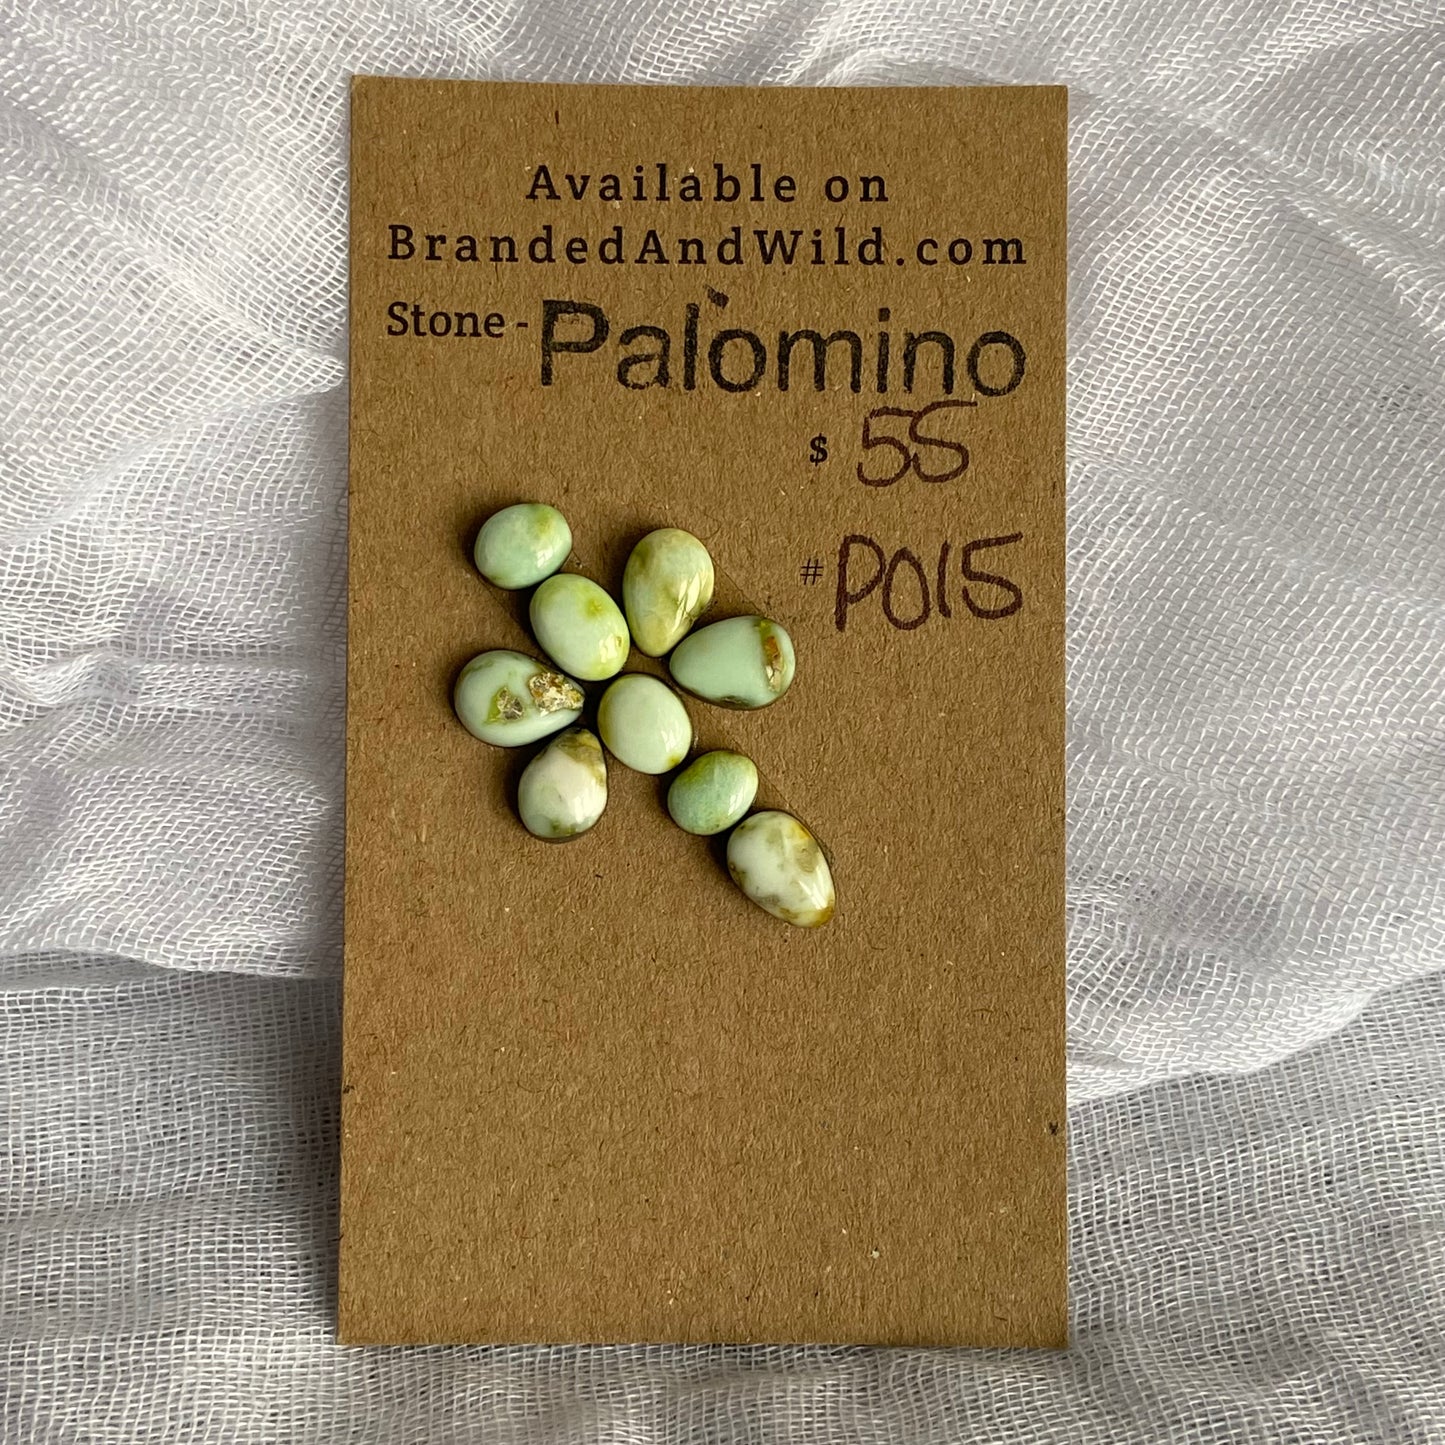 Available on
BrandedAndWild.com
Stone - Palomino
$ 55
# P015